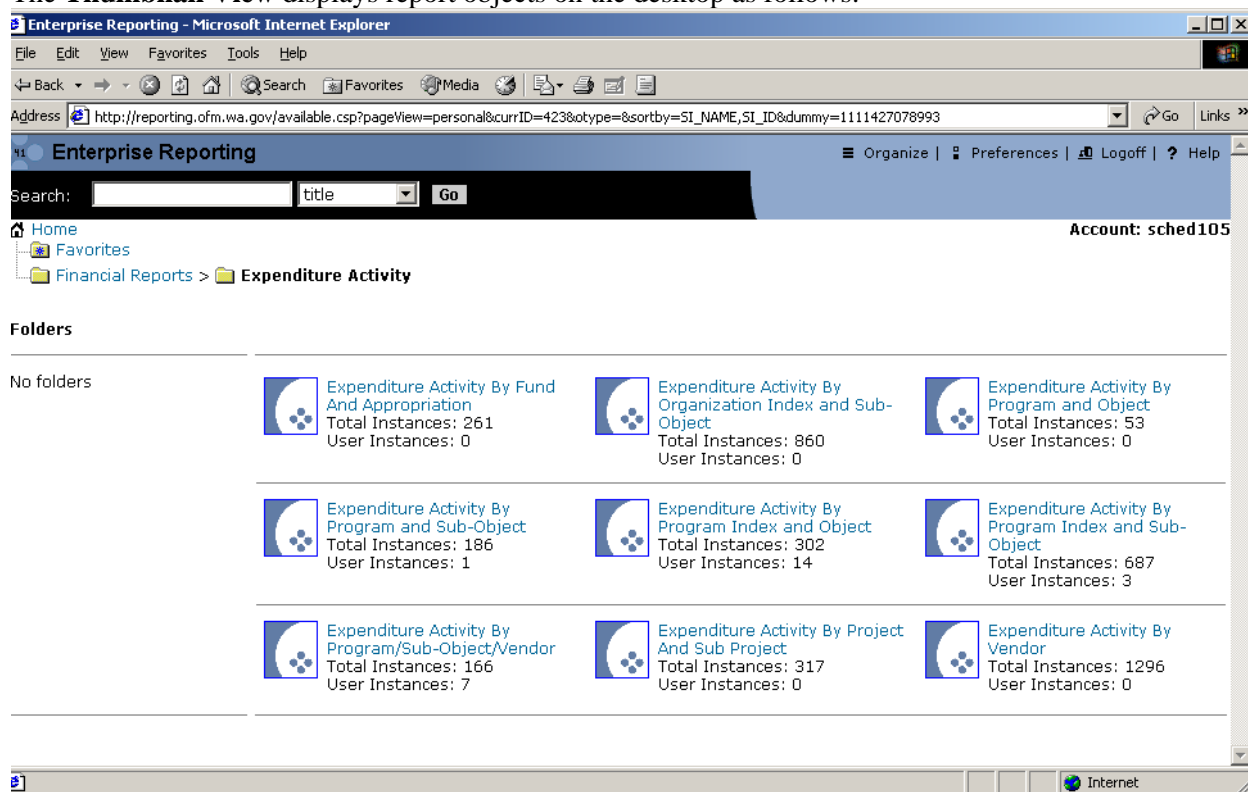 The Thumbnail View displays report objects on the desktop as follows:
Enterprise Reporting - Microsoft Internet Explorer
File Edit View Favorites Tools Help
Back Search Favorites Media
Address http://reporting.ofm.wa.gov/available.csp?pageView=personal&currID=423&otype=&sortby=SI_NAME,SI_ID&dummy=1111427078993 Go Links »
Enterprise Reporting Organize | Preferences | Logoff | ? Help
Search: title Go
Home Account: sched105
Favorites
Financial Reports > Expenditure Activity
Folders
No folders
Expenditure Activity By Fund
And Appropriation
Total Instances: 261
User Instances: 0
Expenditure Activity By
Organization Index and Sub-
Object
Total Instances: 860
User Instances: 0
Expenditure Activity By
Program and Object
Total Instances: 53
User Instances: 0
Expenditure Activity By
Program and Sub-Object
Total Instances: 186
User Instances: 1
Expenditure Activity By
Program Index and Object
Total Instances: 302
User Instances: 14
Expenditure Activity By
Program Index and Sub-
Object
Total Instances: 687
User Instances: 3
Expenditure Activity By
Program/Sub-Object/Vendor
Total Instances: 166
User Instances: 7
Expenditure Activity By Project
And Sub Project
Total Instances: 317
User Instances: 0
Expenditure Activity By
Vendor
Total Instances: 1296
User Instances: 0
Internet